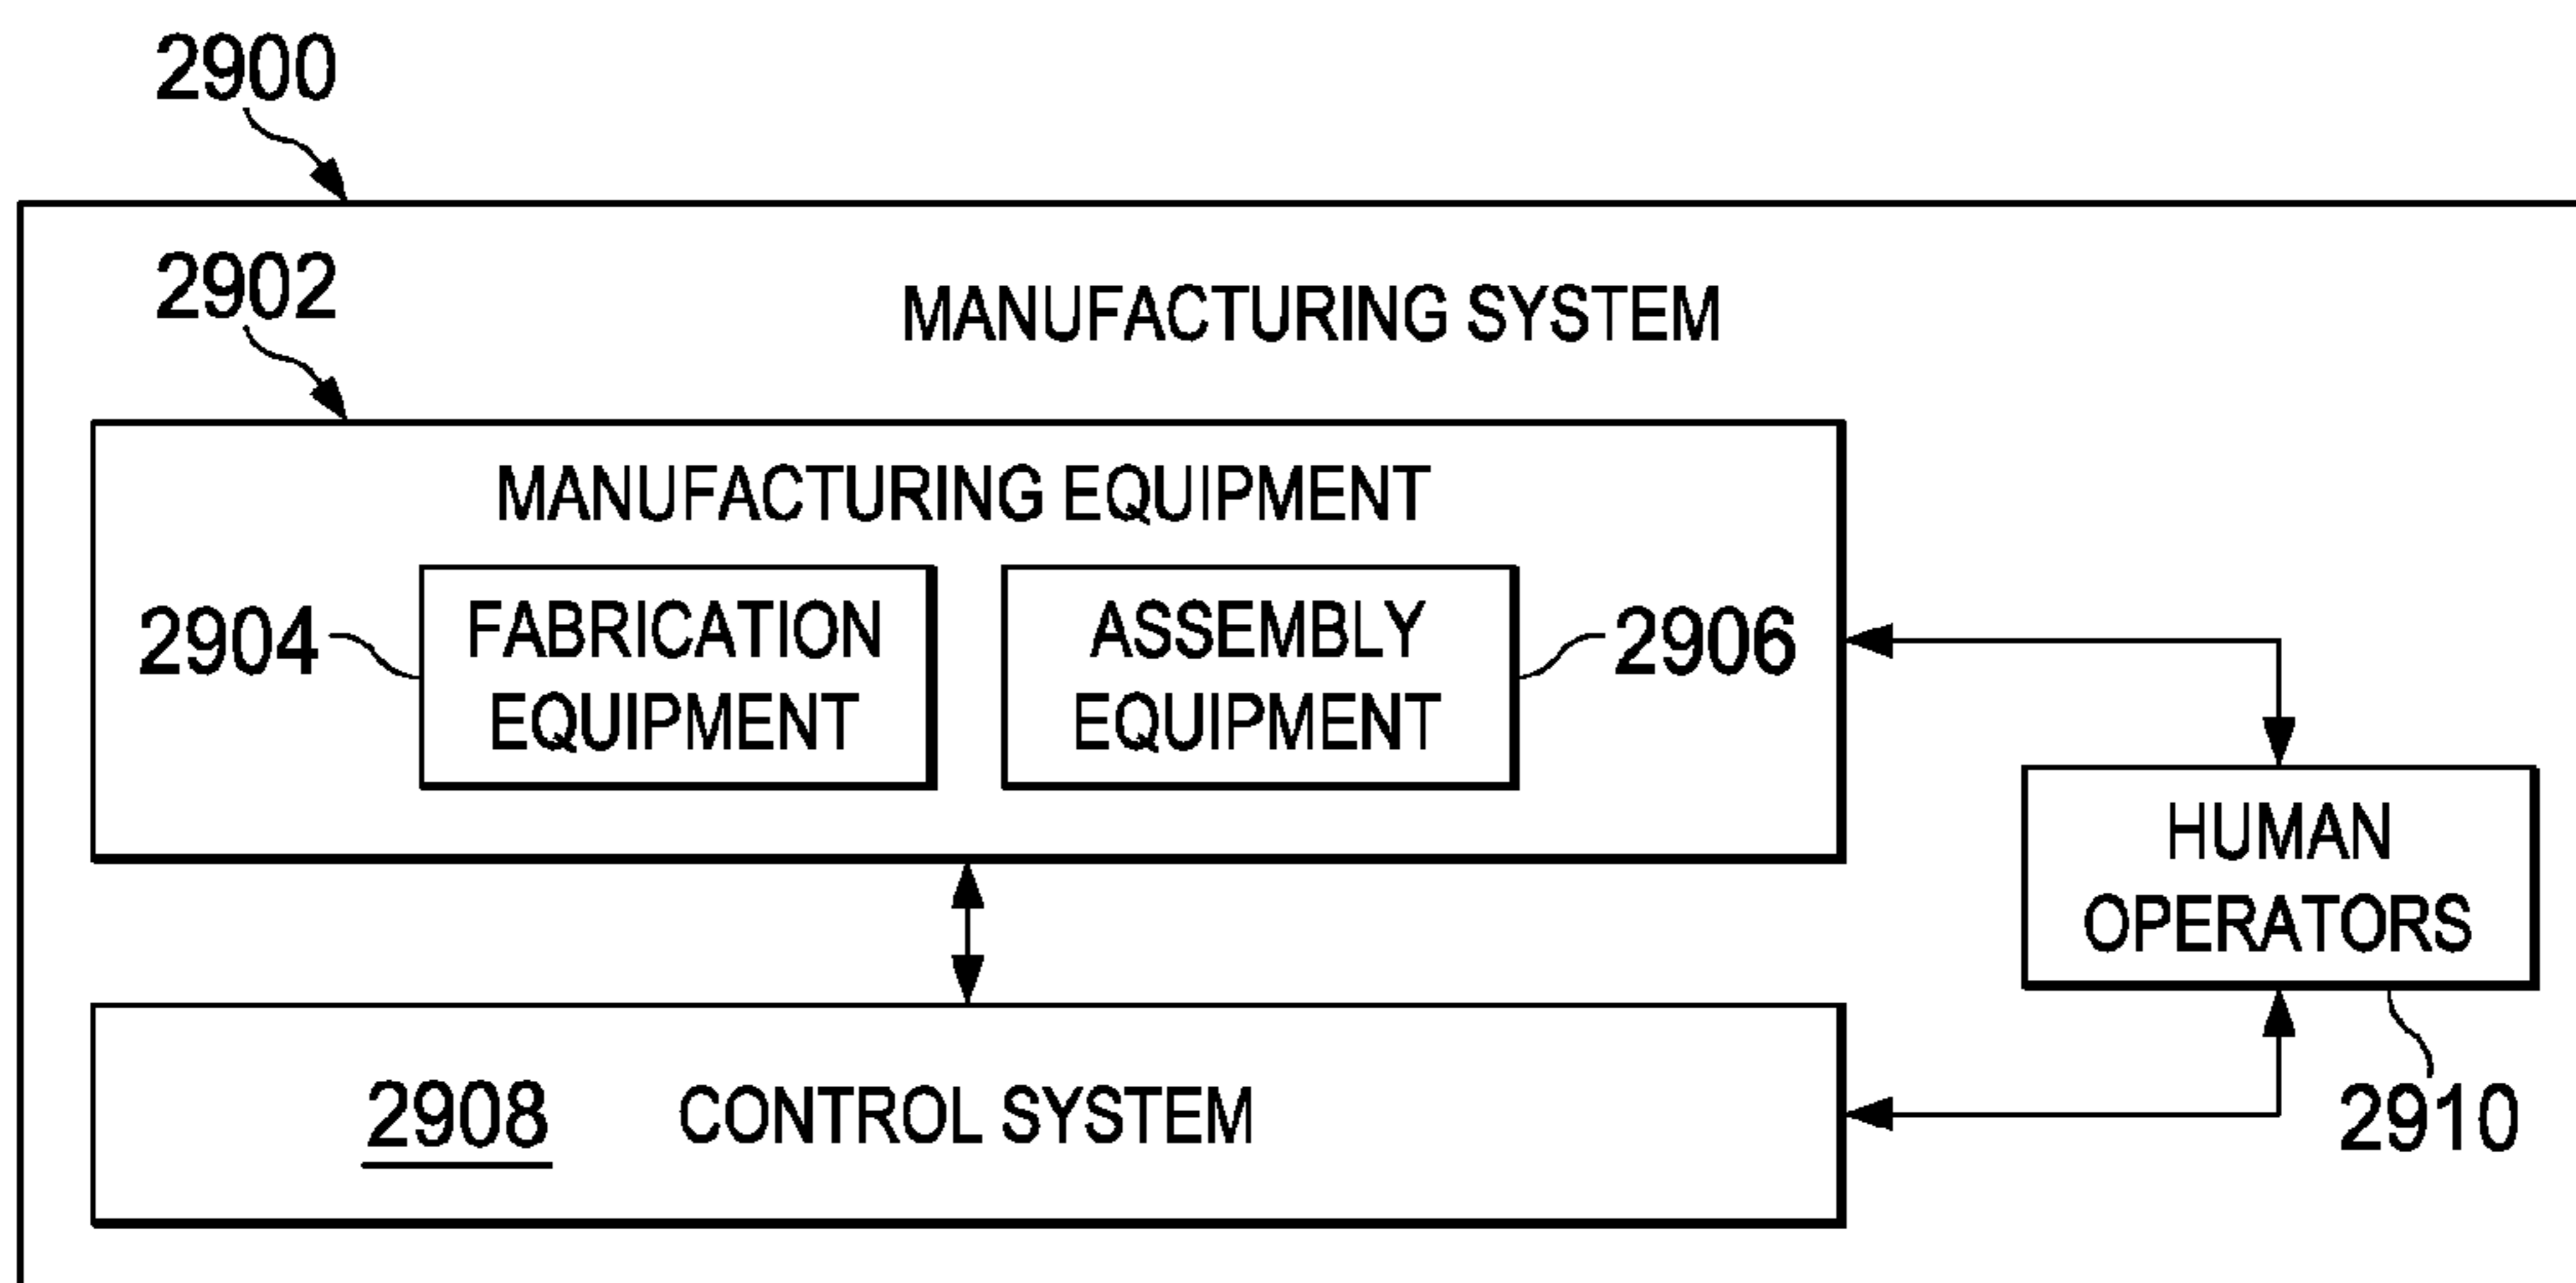 2900
2902
MANUFACTURING SYSTEM
MANUFACTURING EQUIPMENT
2904
FABRICATION
EQUIPMENT
ASSEMBLY
EQUIPMENT
2906
HUMAN
OPERATORS
2908
CONTROL SYSTEM
2910